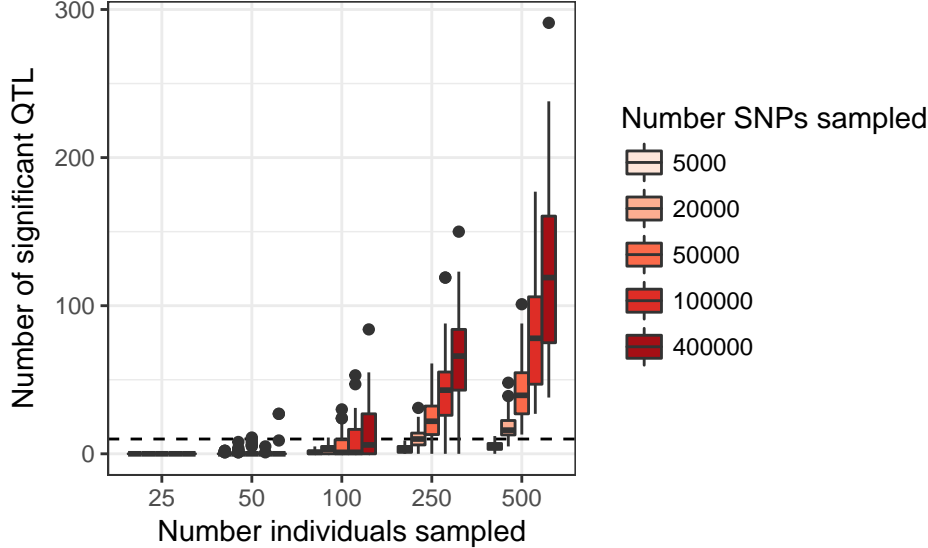 Number of significant QTL
300
200
100
0
25 50 100 250 500
Number individuals sampled
Number SNPs sampled
5000
20000
50000
100000
400000